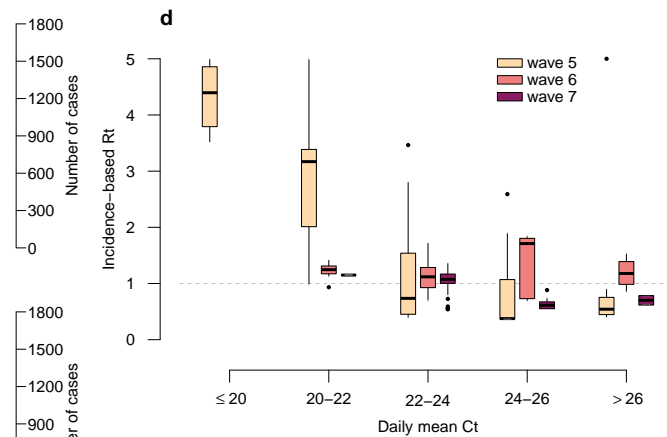 d
1800
1500
1200
900
600
300
0
Number of cases
1800
1200
900
er of cases
Incidence−based Rt
5
4
3
2
1
0
wave 5
wave 6
wave 7
≤ 20
20−22
22−24
24−26
> 26
Daily mean Ct